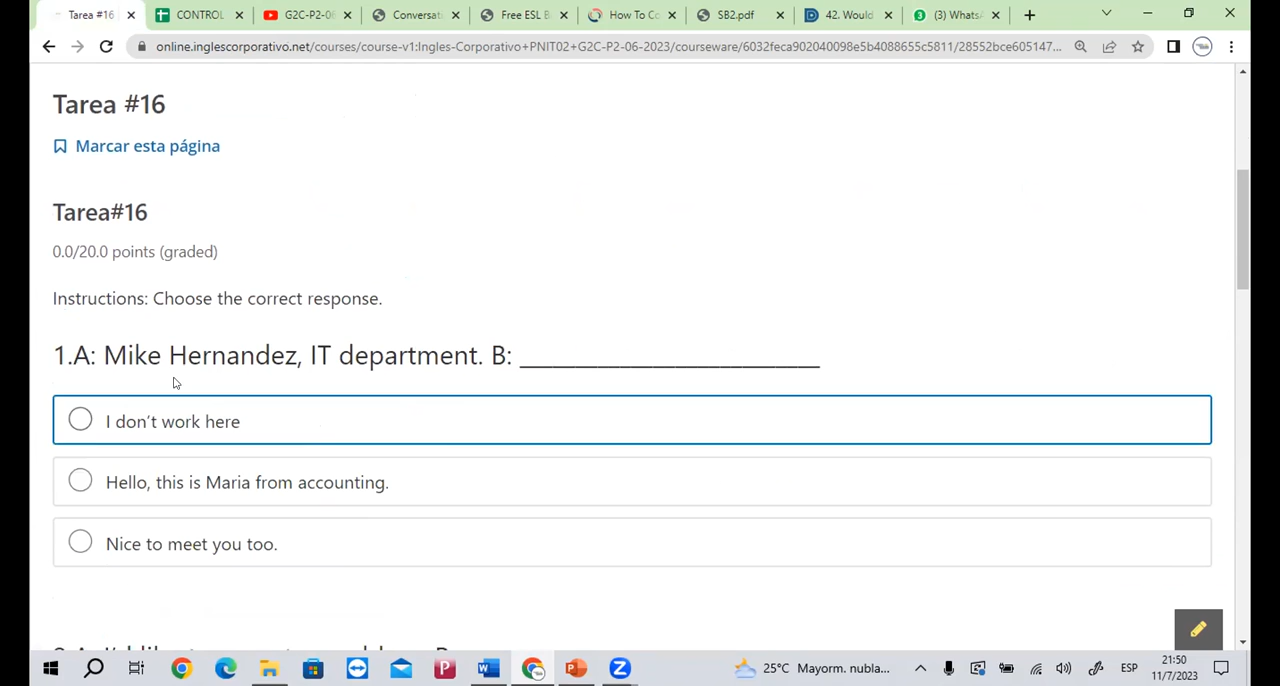 Tarea #16
CONTROL
G2C-P2-0
Conversat
Free ESL B
How To Co
SB2.pdf
42. Would
(3) Whats
online.inglescorporativo.net/courses/course-v1:Ingles-Corporativo+PNIT02+G2C-P2-06-2023/courseware/6032feca902040098e5b4088655c5811/28552bce605147...
Tarea #16
Marcar esta página
Tarea#16
0.0/20.0 points (graded)
Instructions: Choose the correct response.
1.A: Mike Hernandez, IT department. B: ____________________________
I don’t work here
Hello, this is Maria from accounting.
Nice to meet you too.
25°C Mayorm. nubla...
ESP
21:50
11/7/2023